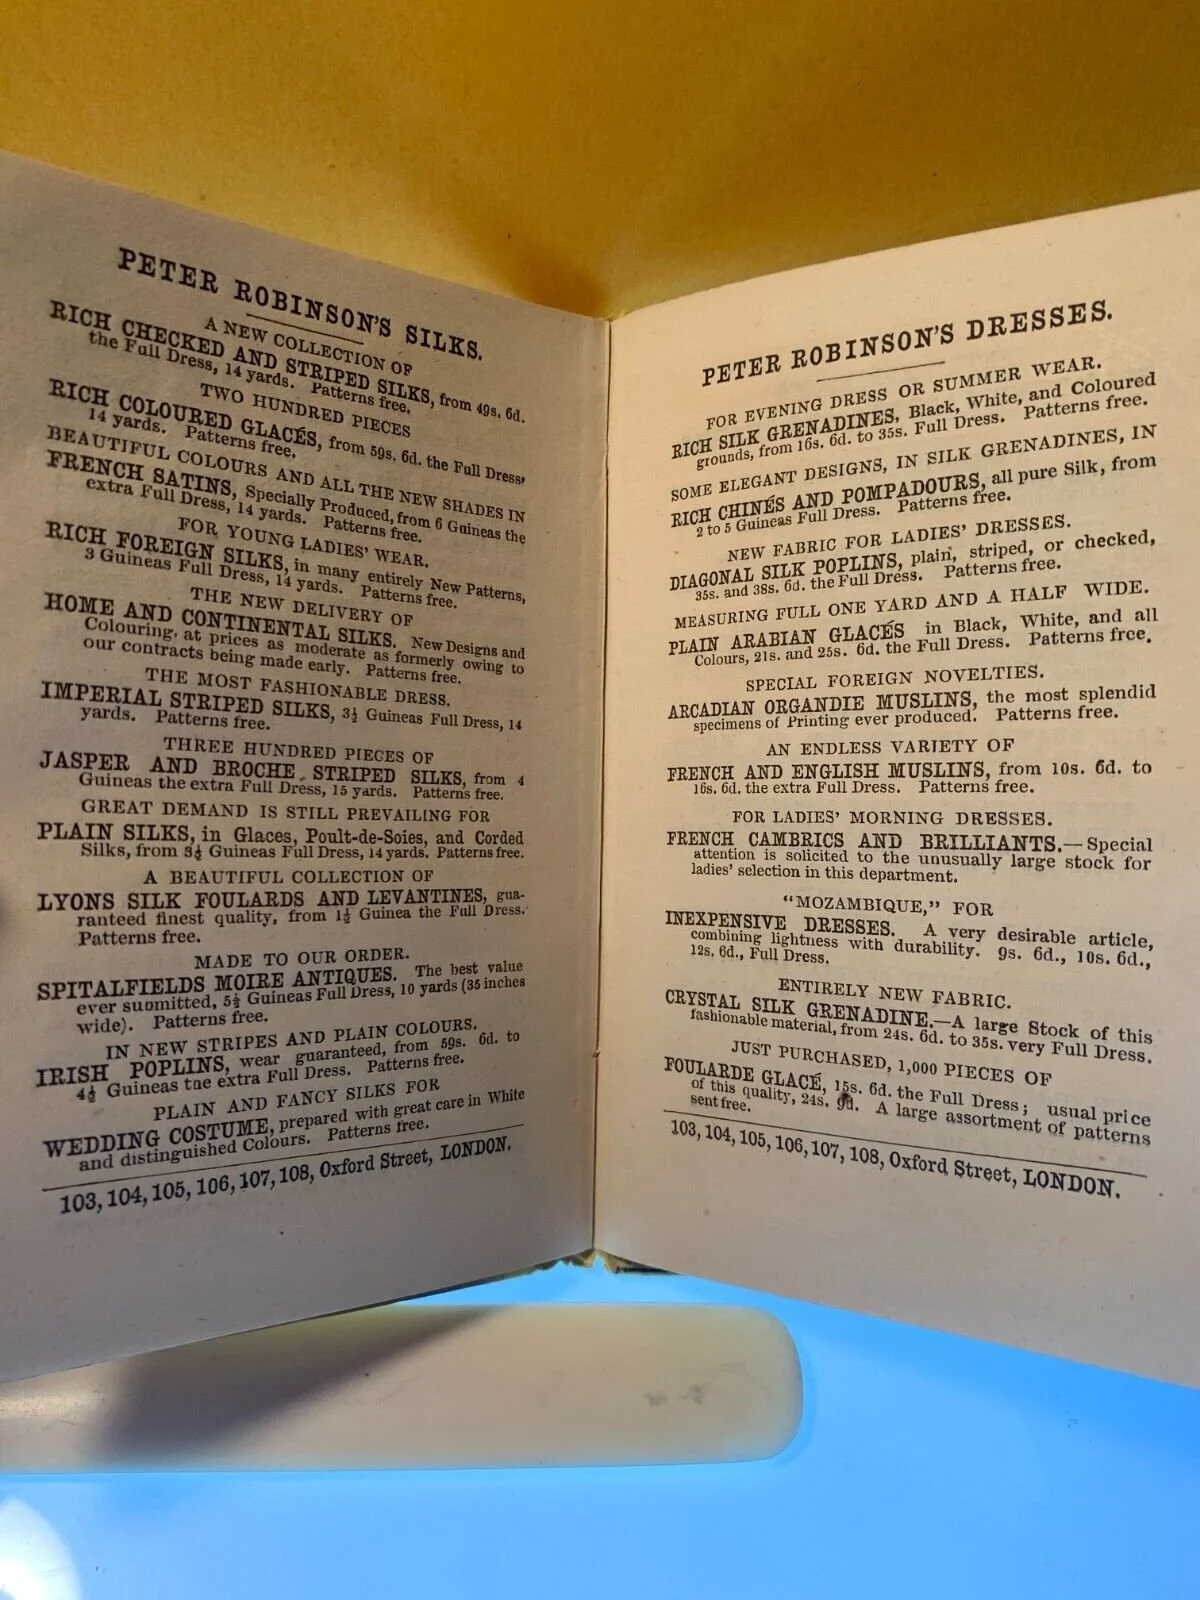 PETER ROBINSON'S SILKS.
A NEW COLLECTION OF
RICH CHECKED AND STRIPED SILKS, from 49s. 6d.
the Full Dress, 14 yards. Patterns free.
TWO HUNDRED PIECES
RICH COLOURED GLACÉS, from 59s. 6d. the Full Dress,
14 yards. Patterns free.
BEAUTIFUL COLOURS AND ALL THE NEW SHADES IN
FRENCH SATINS, Specially Produced, from 6 Guineas the
extra Full Dress, 14 yards. Patterns free.
FOR YOUNG LADIES' WEAR.
RICH FOREIGN SILKS, in many entirely New Patterns,
3 Guineas Full Dress, 14 yards. Patterns free.
THE NEW DELIVERY OF
HOME AND CONTINENTAL SILKS. New Designs and
Colouring, at prices as moderate as formerly owing to
our contracts being made early. Patterns free.
THE MOST FASHIONABLE DRESS.
IMPERIAL STRIPED SILKS, 3½ Guineas Full Dress, 14
yards. Patterns free.
THREE HUNDRED PIECES OF
JASPER AND BROCHE STRIPED SILKS, from 4
Guineas the extra Full Dress, 15 yards. Patterns free.
GREAT DEMAND IS STILL PREVAILING FOR
PLAIN SILKS, in Glaces, Poult-de-Soies, and Corded
Silks, from 3½ Guineas Full Dress, 14 yards. Patterns free.
A BEAUTIFUL COLLECTION OF
LYONS SILK FOULARDS AND LEVANTINES, gua-
ranteed finest quality, from 1½ Guinea the Full Dress.
Patterns free.
MADE TO OUR ORDER.
SPITALFIELDS MOIRE ANTIQUES. The best value
ever suomitted, 5½ Guineas Full Dress, 10 yards (35 inches
wide). Patterns free.
IN NEW STRIPES AND PLAIN COLOURS.
IRISH POPLINS, wear guaranteed, from 59s. 6d. to
4½ Guineas the extra Full Dress. Patterns free.
PLAIN AND FANCY SILKS FOR
WEDDING COSTUME, prepared with great care in White
and distinguished Colours. Patterns free.
103, 104, 105, 106, 107, 108, Oxford Street, LONDON.
PETER ROBINSON'S DRESSES.
FOR EVENING DRESS OR SUMMER WEAR.
RICH SILK GRENADINES, Black, White, and Coloured
grounds, from 16s. 6d. to 35s. Full Dress. Patterns free.
SOME ELEGANT DESIGNS, IN SILK GRENADINES, IN
RICH CHINÉS AND POMPADOURS, all pure Silk, from
2 to 5 Guineas Full Dress. Patterns free.
NEW FABRIC FOR LADIES' DRESSES.
DIAGONAL SILK POPLINS, plain, striped, or checked,
35s. and 38s. 6d. the Full Dress. Patterns free.
MEASURING FULL ONE YARD AND A HALF WIDE.
PLAIN ARABIAN GLACÉS in Black, White, and all
Colours, 21s. and 25s. 6d. the Full Dress. Patterns free.
SPECIAL FOREIGN NOVELTIES.
ARCADIAN ORGANDIE MUSLINS, the most splendid
specimens of Printing ever produced. Patterns free.
AN ENDLESS VARIETY OF
FRENCH AND ENGLISH MUSLINS, from 10s. 6d. to
16s. 6d. the extra Full Dress. Patterns free.
FOR LADIES' MORNING DRESSES.
FRENCH CAMBRICS AND BRILLIANTS.—Special
attention is solicited to the unusually large stock for
ladies' selection in this department.
"MOZAMBIQUE," FOR
INEXPENSIVE DRESSES. A very desirable article,
combining lightness with durability. 9s. 6d., 10s. 6d.,
12s. 6d., Full Dress.
ENTIRELY NEW FABRIC.
CRYSTAL SILK GRENADINE.—A large Stock of this
fashionable material, from 24s. 6d. to 35s. very Full Dress.
JUST PURCHASED, 1,000 PIECES OF
FOULARDE GLACÉ, 15s. 6d. the Full Dress; usual price
of this quality, 24s. 9d. A large assortment of patterns
sent free.
103, 104, 105, 106, 107, 108, Oxford Street, LONDON.